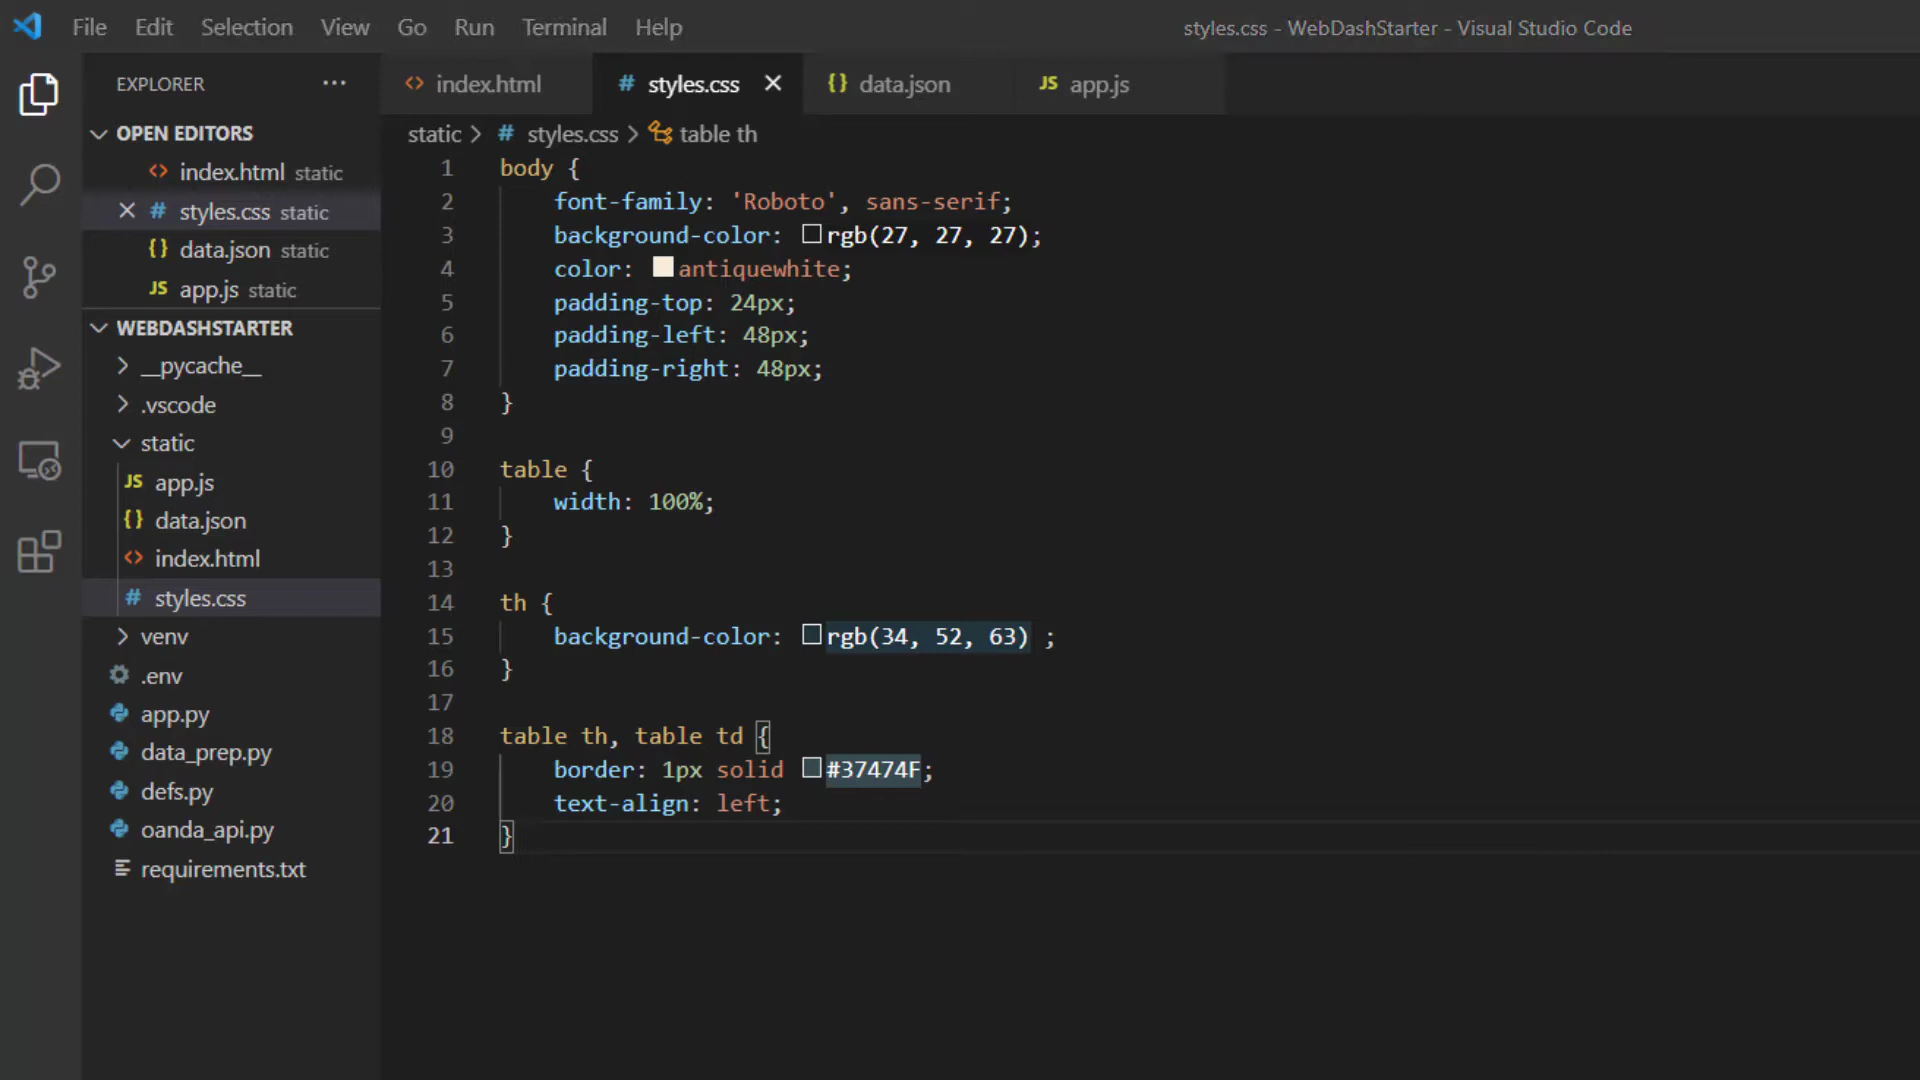 File Edit Selection View Go Run Terminal Help
styles.css - WebDashStarter - Visual Studio Code
EXPLORER ···
OPEN EDITORS
<> index.html static
# styles.css static
{} data.json static
JS app.js static
WEBDASHSTARTER
__pycache__
.vscode
static
JS app.js
{} data.json
<> index.html
# styles.css
venv
.env
app.py
data_prep.py
defs.py
oanda_api.py
requirements.txt
<> index.html # styles.css {} data.json JS app.js
static > # styles.css > table th
1 body {
2 font-family: 'Roboto', sans-serif;
3 background-color: rgb(27, 27, 27);
4 color: antiquewhite;
5 padding-top: 24px;
6 padding-left: 48px;
7 padding-right: 48px;
8 }
9
10 table {
11 width: 100%;
12 }
13
14 th {
15 background-color: rgb(34, 52, 63) ;
16 }
17
18 table th, table td {
19 border: 1px solid #37474F;
20 text-align: left;
21 }